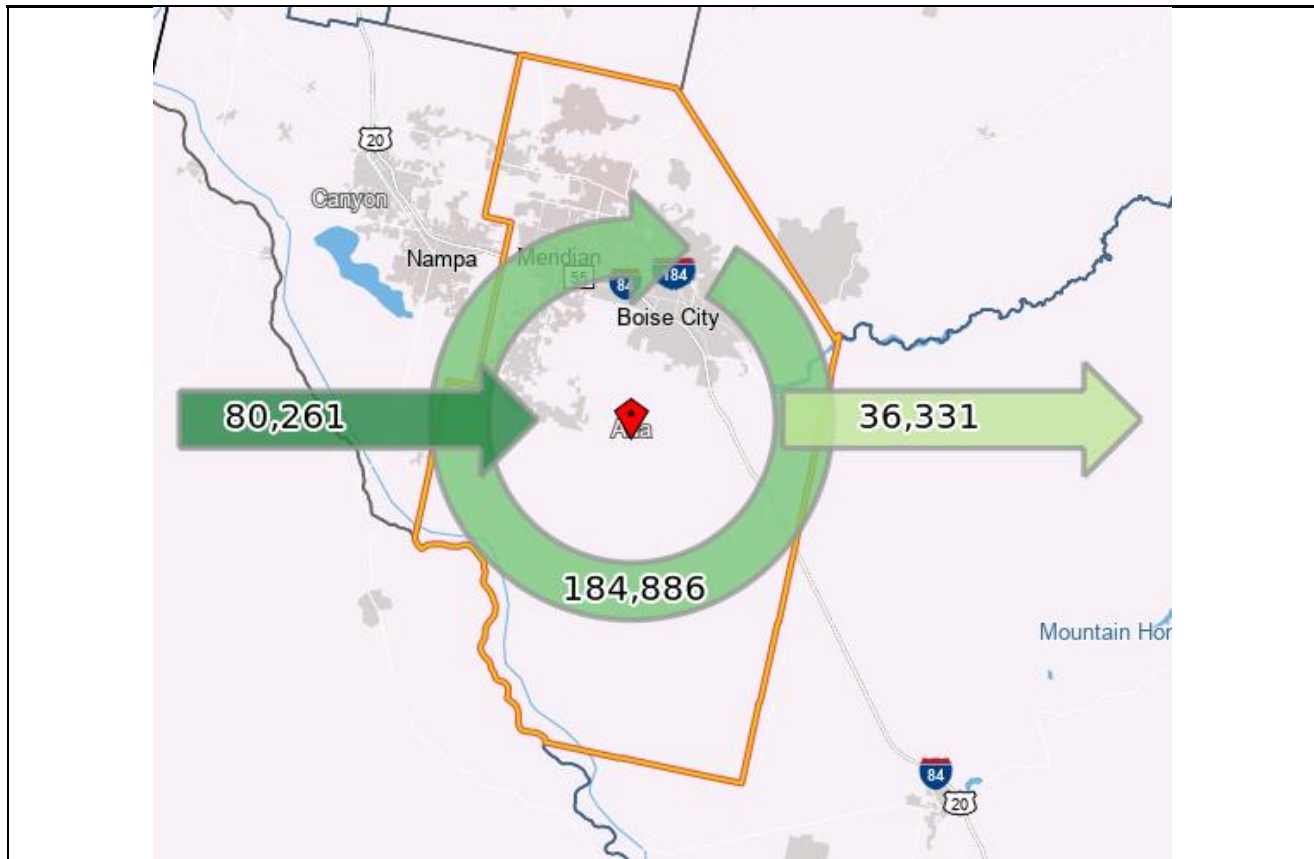 20
Canyon
Nampa
Meridian
55
84
184
Boise City
80,261
Ada
36,331
184,886
Mountain Hor
84
20